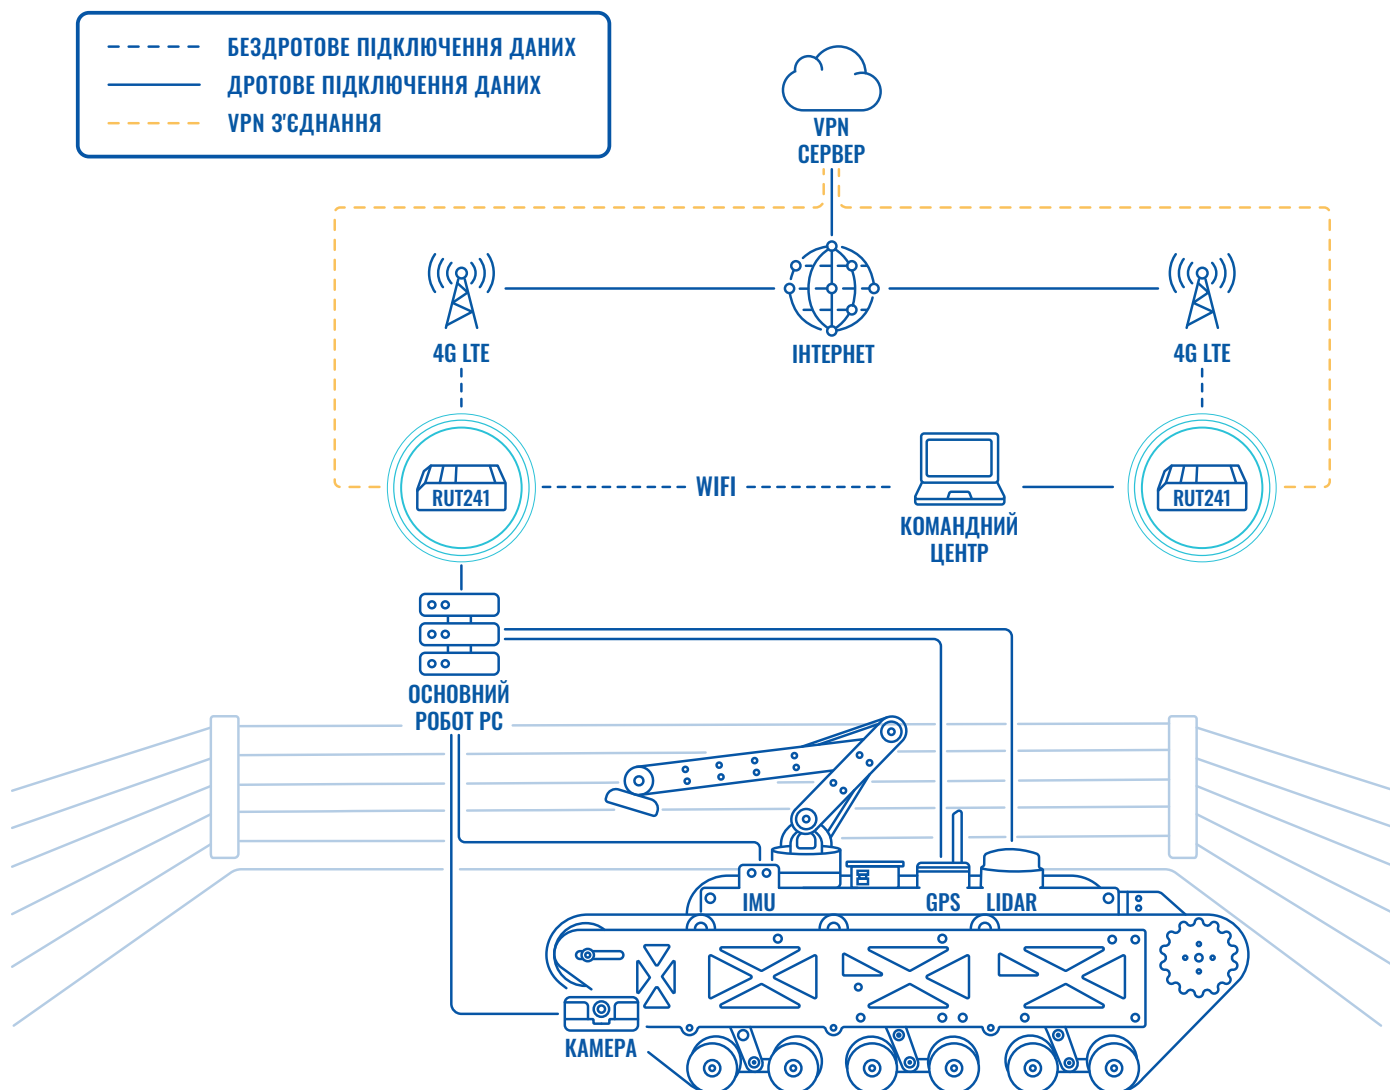 БЕЗДРОТОВЕ ПІДКЛЮЧЕННЯ ДАНИХ
ДРОТОВЕ ПІДКЛЮЧЕННЯ ДАНИХ
VPN З'ЄДНАННЯ
VPN
СЕРВЕР
4G LTE
ІНТЕРНЕТ
4G LTE
RUT241
WIFI
КОМАНДНИЙ
ЦЕНТР
RUT241
ОСНОВНИЙ
РОБОТ PC
IMU
GPS
LIDAR
КАМЕРА